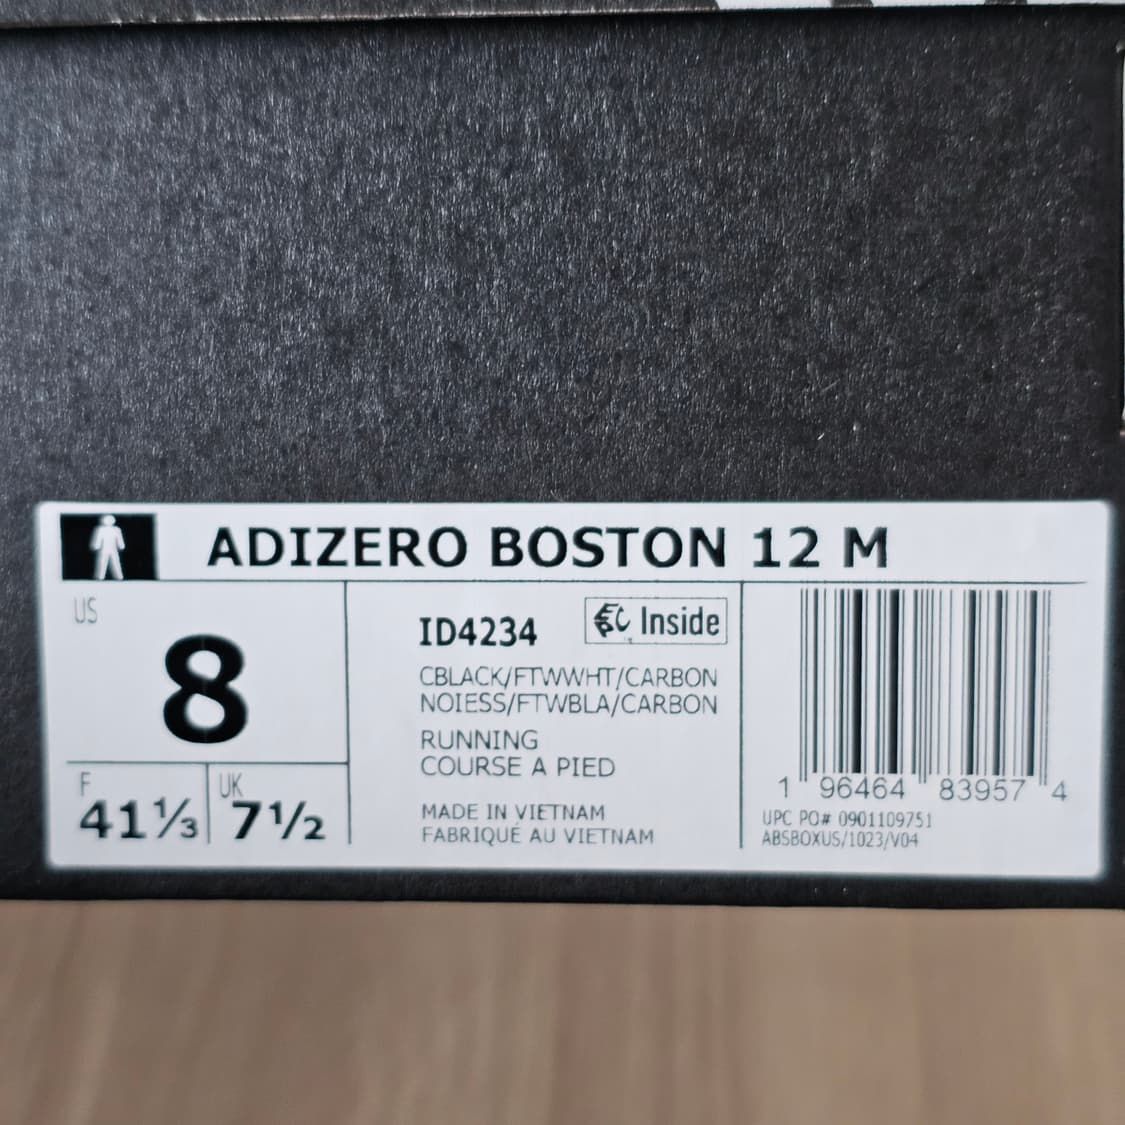 ADIZERO BOSTON 12 M
US
8
F
41⅓
UK
7½
ID4234
EPC Inside
CBLACK/FTWWHT/CARBON
NOIESS/FTWBLA/CARBON
RUNNING
COURSE A PIED
MADE IN VIETNAM
FABRIQUÉ AU VIETNAM
1 96464 83957 4
UPC PO# 0901109751
ABSBOXUS/1023/V04